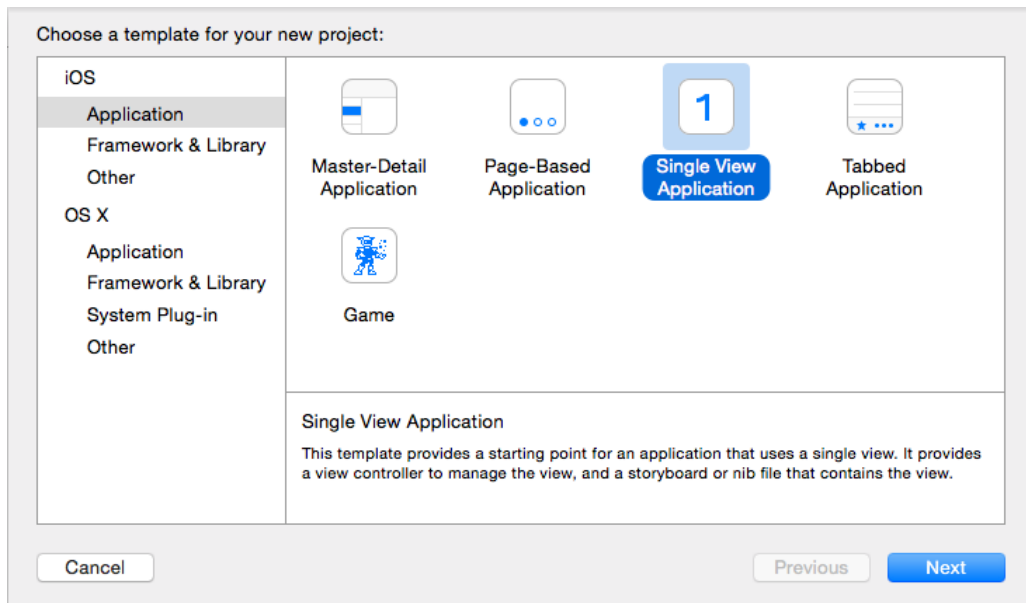 Choose a template for your new project:
iOS
Application
Framework & Library
Other
OS X
Application
Framework & Library
System Plug-in
Other
Master-Detail
Application
Page-Based
Application
1
Single View
Application
Tabbed
Application
Game
Single View Application
This template provides a starting point for an application that uses a single view. It provides
a view controller to manage the view, and a storyboard or nib file that contains the view.
Cancel
Previous
Next